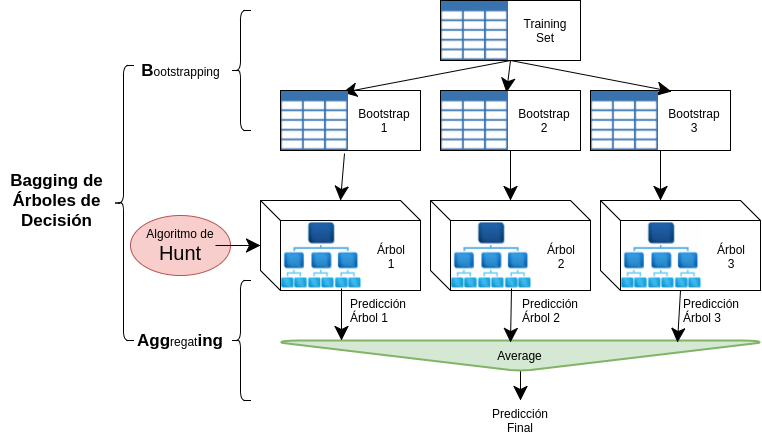 Training
Set
Bootstrapping
Bootstrap
1
Bootstrap
2
Bootstrap
3
Bagging de
Árboles de
Decisión
Algoritmo de
Hunt
Árbol
1
Árbol
2
Árbol
3
Predicción
Árbol 1
Predicción
Árbol 2
Predicción
Árbol 3
Aggregating
Average
Predicción
Final